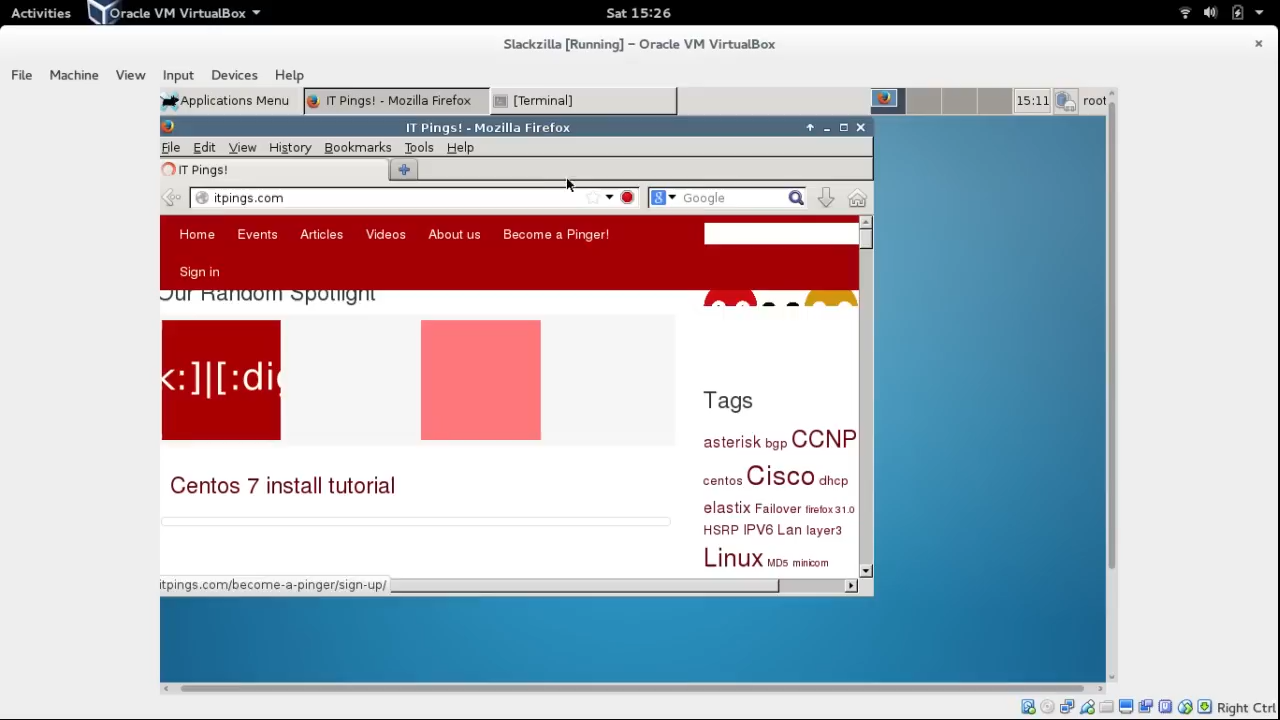 Activities Oracle VM VirtualBox Sat 15:26
Slackzilla [Running] – Oracle VM VirtualBox
File Machine View Input Devices Help
Applications Menu IT Pings! - Mozilla Firefox [Terminal] 15:11 root
IT Pings! - Mozilla Firefox
File Edit View History Bookmarks Tools Help
IT Pings!
itpings.com Google
Home Events Articles Videos About us Become a Pinger!
Sign in
Our Random Spotlight
k:]|[:dig
Tags
asterisk bgp CCNP
centos Cisco dhcp
Centos 7 install tutorial
elastix Failover firefox 31.0
HSRP IPV6 Lan layer3
Linux MD5 minicom
itpings.com/become-a-pinger/sign-up/
Right Ctrl